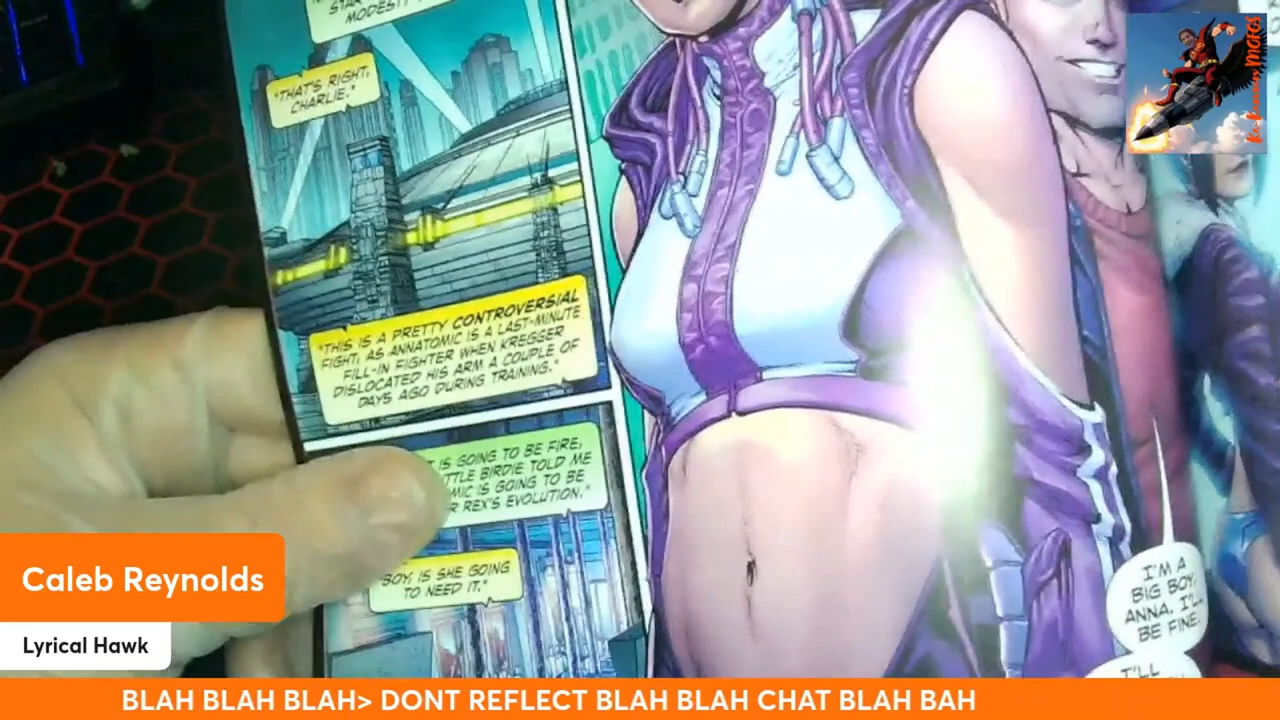 STAR
MODESTY
"THAT'S RIGHT,
CHARLIE."
"THIS IS A PRETTY CONTROVERSIAL
FIGHT, AS ANNATOMIC IS A LAST-MINUTE
FILL-IN FIGHTER WHEN KREGGER
DISLOCATED HIS ARM A COUPLE OF
DAYS AGO DURING TRAINING."
IS GOING TO BE FIRE,
TTLE BIRDIE TOLD ME
MIC IS GOING TO BE
R REX'S EVOLUTION."
"BOY, IS SHE GOING
TO NEED IT."
I'M A
BIG BOY,
ANNA. I'LL
BE FINE.
I'LL
Caleb Reynolds
Lyrical Hawk
BLAH BLAH BLAH> DONT REFLECT BLAH BLAH CHAT BLAH BAH